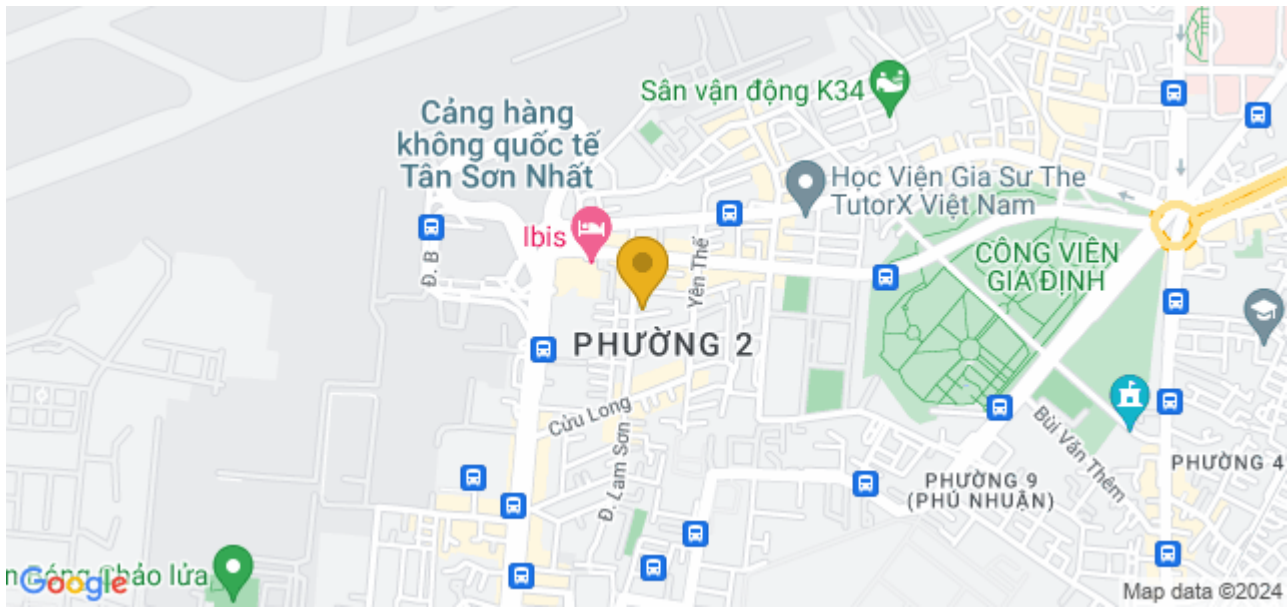 Sân vận động K34
Cảng hàng
không quốc tế
Tân Sơn Nhất
Học Viện Gia Sư The
TutorX Việt Nam
Ibis
Đ. B
Yên Thế
CÔNG VIÊN
GIA ĐỊNH
PHƯỜNG 2
Cửu Long
Đ. Lam Sơn
Bùi Văn Thêm
PHƯỜNG 4
PHƯỜNG 9
(PHÚ NHUẬN)
bảo lửa
Google
Map data ©2024